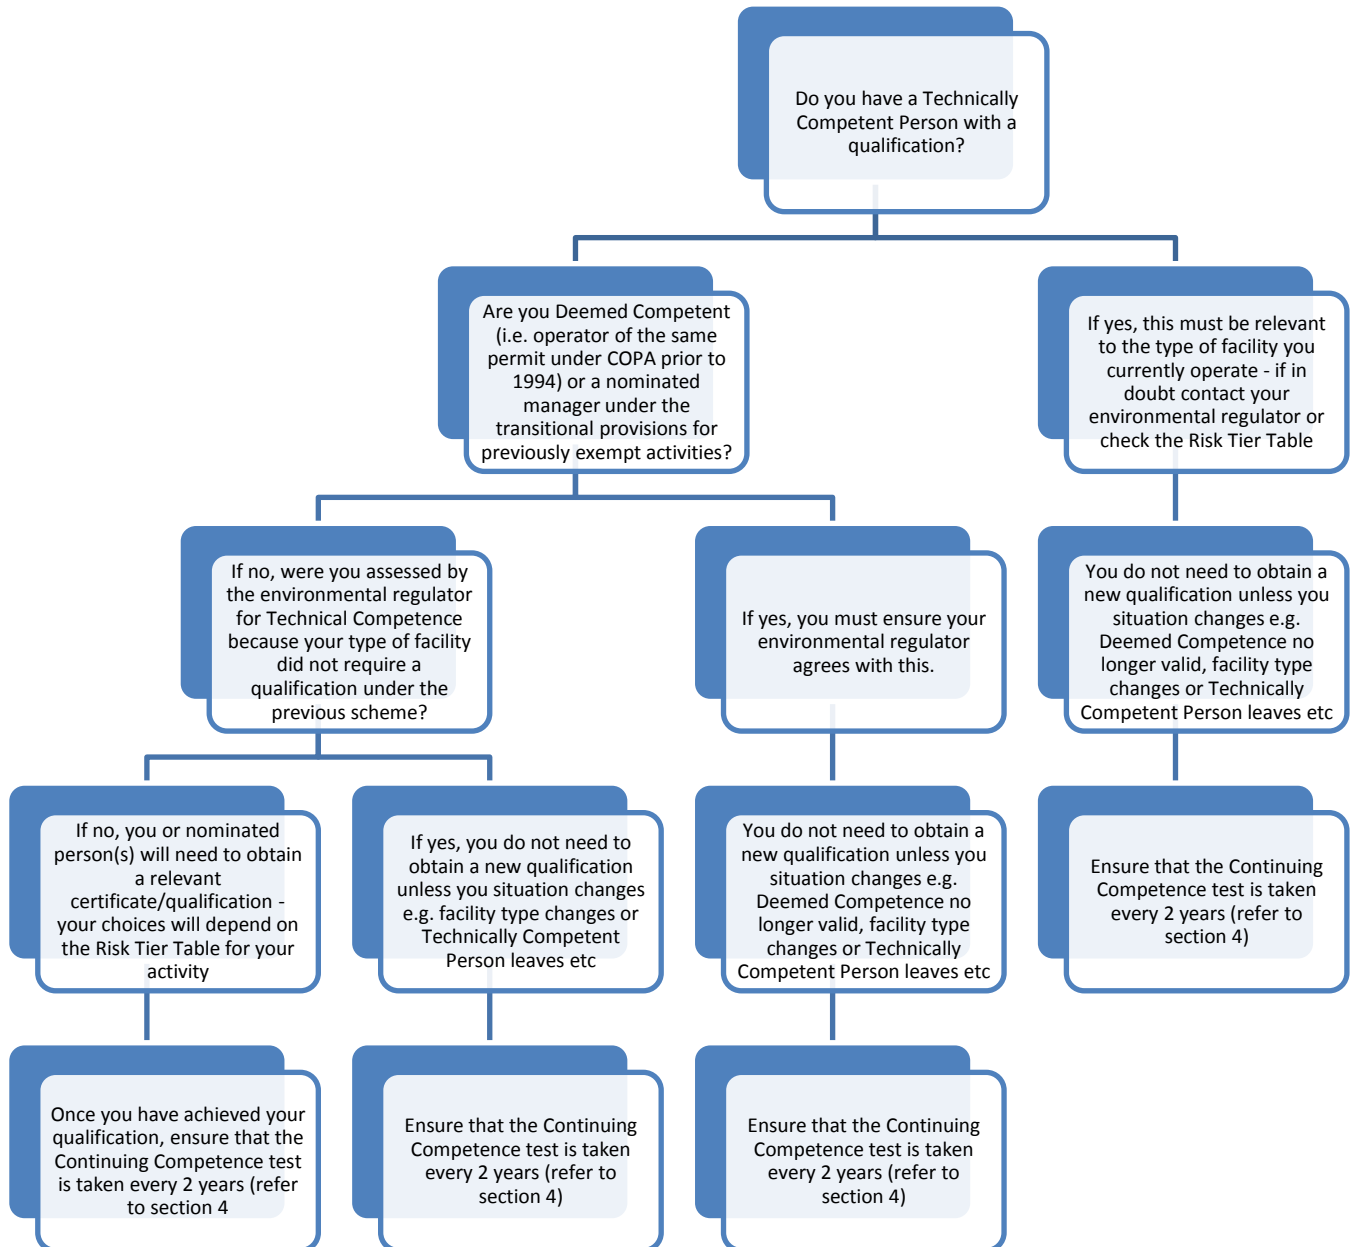 Do you have a Technically
Competent Person with a
qualification?
Are you Deemed Competent
(i.e. operator of the same
permit under COPA prior to
1994) or a nominated
manager under the
transitional provisions for
previously exempt activities?
If yes, this must be relevant
to the type of facility you
currently operate - if in
doubt contact your
environmental regulator or
check the Risk Tier Table
If no, were you assessed by
the environmental regulator
for Technical Competence
because your type of facility
did not require a
qualification under the
previous scheme?
If yes, you must ensure your
environmental regulator
agrees with this.
You do not need to obtain a
new qualification unless you
situation changes e.g.
Deemed Competence no
longer valid, facility type
changes or Technically
Competent Person leaves etc
If no, you or nominated
person(s) will need to obtain
a relevant
certificate/qualification -
your choices will depend on
the Risk Tier Table for your
activity
If yes, you do not need to
obtain a new qualification
unless you situation changes
e.g. facility type changes or
Technically Competent
Person leaves etc
You do not need to obtain a
new qualification unless you
situation changes e.g.
Deemed Competence no
longer valid, facility type
changes or Technically
Competent Person leaves etc
Ensure that the Continuing
Competence test is taken
every 2 years (refer to
section 4)
Once you have achieved your
qualification, ensure that the
Continuing Competence test
is taken every 2 years (refer
to section 4
Ensure that the Continuing
Competence test is taken
every 2 years (refer to
section 4)
Ensure that the Continuing
Competence test is taken
every 2 years (refer to
section 4)